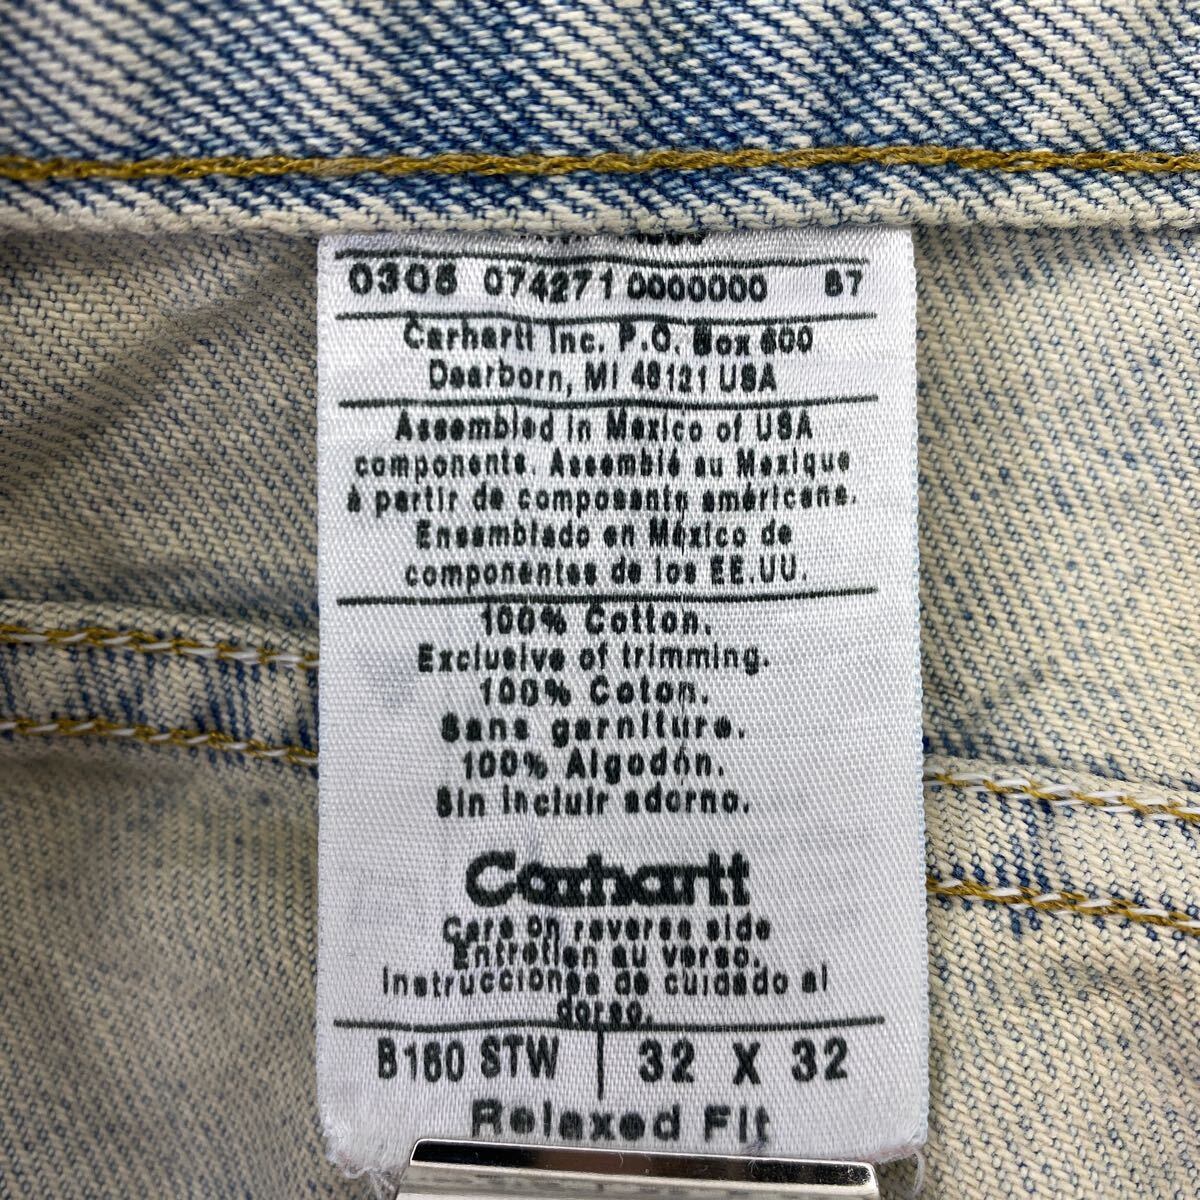 0305 074271 0000000 87
Carhartt Inc. P.O. Box 600
Dearborn, MI 48121 USA
Assembled in Mexico of USA
components. Assemblé au Mexique
à partir de composants américans.
Ensamblado en México de
componentes de los EE.UU.
100% Cotton.
Exclusive of trimming.
100% Coton.
Sans garniture.
100% Algodón.
Sin incluir adorno.
Carhartt
Care on reverse side
Entretien au verso.
Instrucciones de cuidado al
dorso.
B160 STW 32 X 32
Relaxed Fit